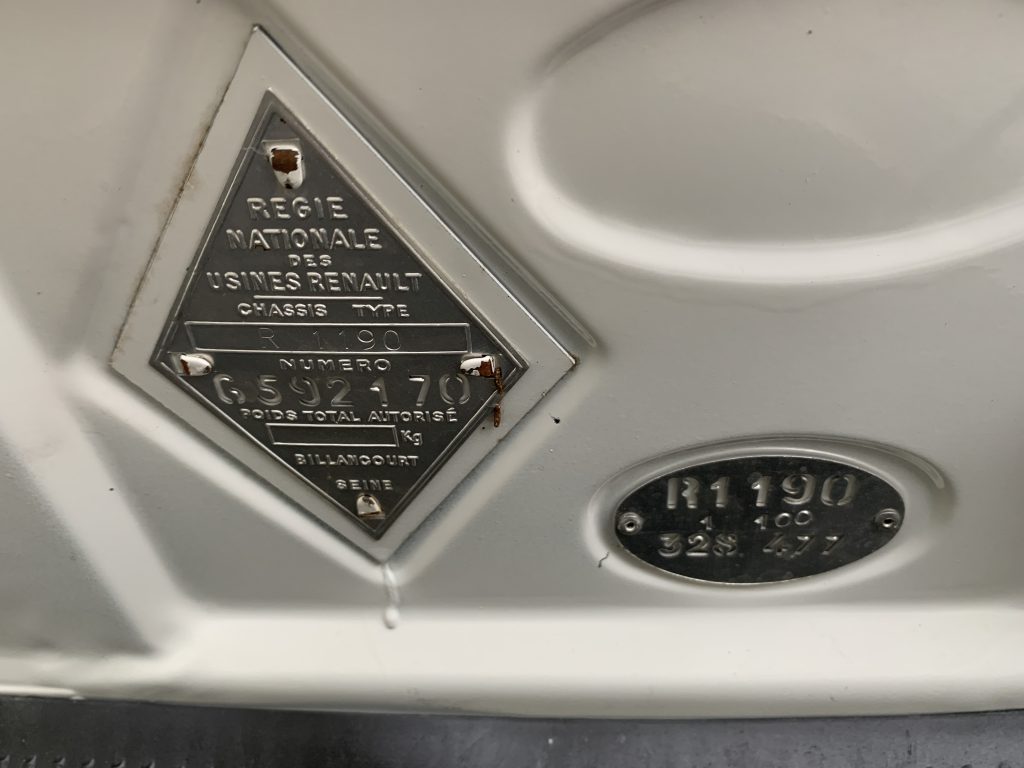 REGIE
NATIONALE
DES
USINES RENAULT
CHASSIS TYPE
R 1190
NUMERO
6592170
POIDS TOTAL AUTORISÉ
Kg
BILLANCOURT
SEINE
R1190
1 100
328 477